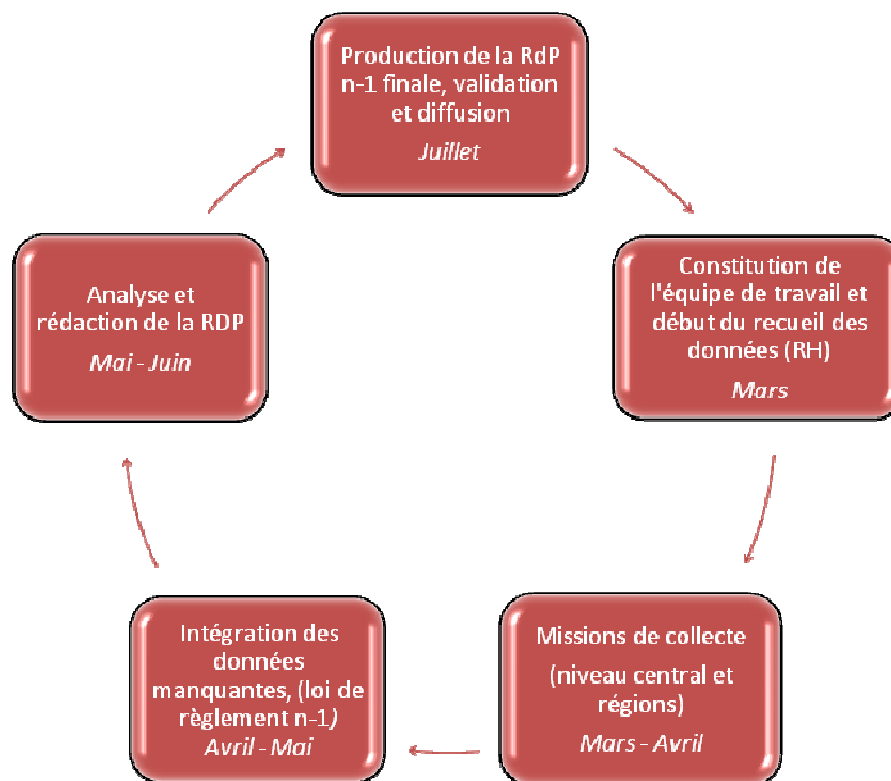 Production de la RdP
n-1 finale, validation
et diffusion
Juillet
Constitution de
l'équipe de travail et
début du recueil des
données (RH)
Mars
Missions de collecte
(niveau central et
régions)
Mars - Avril
Intégration des
données
manquantes, (loi de
règlement n-1)
Avril - Mai
Analyse et
rédaction de la RDP
Mai - Juin